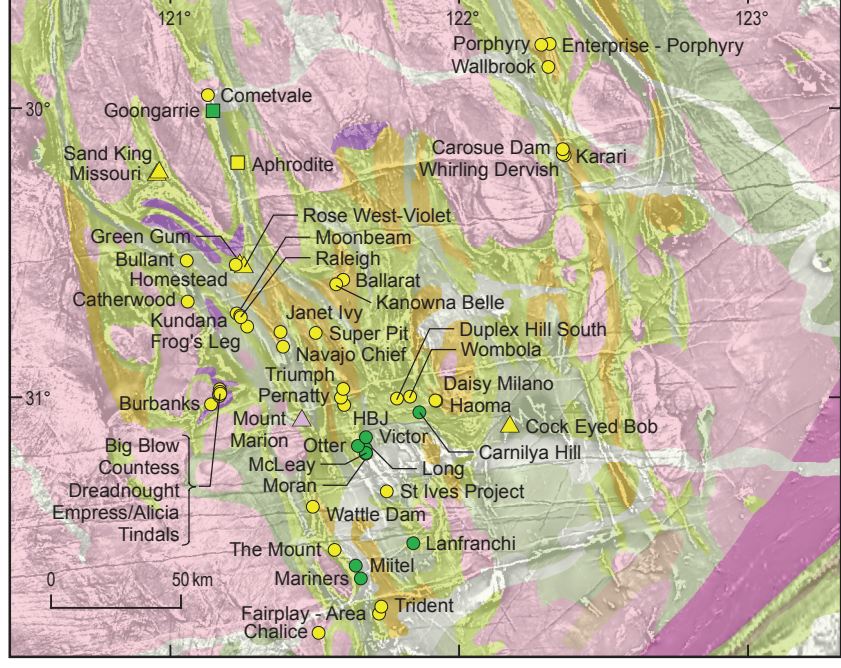 121°
122°
123°
Porphyry
Enterprise - Porphyry
Wallbrook
Cometvale
30°
Goongarrie
Sand King
Missouri
Aphrodite
Carosue Dam
Whirling Dervish
Karari
Rose West-Violet
Green Gum
Moonbeam
Bullant
Raleigh
Homestead
Ballarat
Catherwood
Kanowna Belle
Kundana
Janet Ivy
Frog's Leg
Super Pit
Duplex Hill South
Navajo Chief
Wombola
Triumph
31°
Pernatty
Daisy Milano
Haoma
Burbanks
Mount
Marion
HBJ
Cock Eyed Bob
Otter
Victor
Big Blow
Countess
Dreadnought
Empress/Alicia
Tindals
Carnilya Hill
McLeay
Long
Moran
St Ives Project
Wattle Dam
The Mount
Lanfranchi
0
50 km
Miitel
Mariners
Trident
Fairplay - Area
Chalice